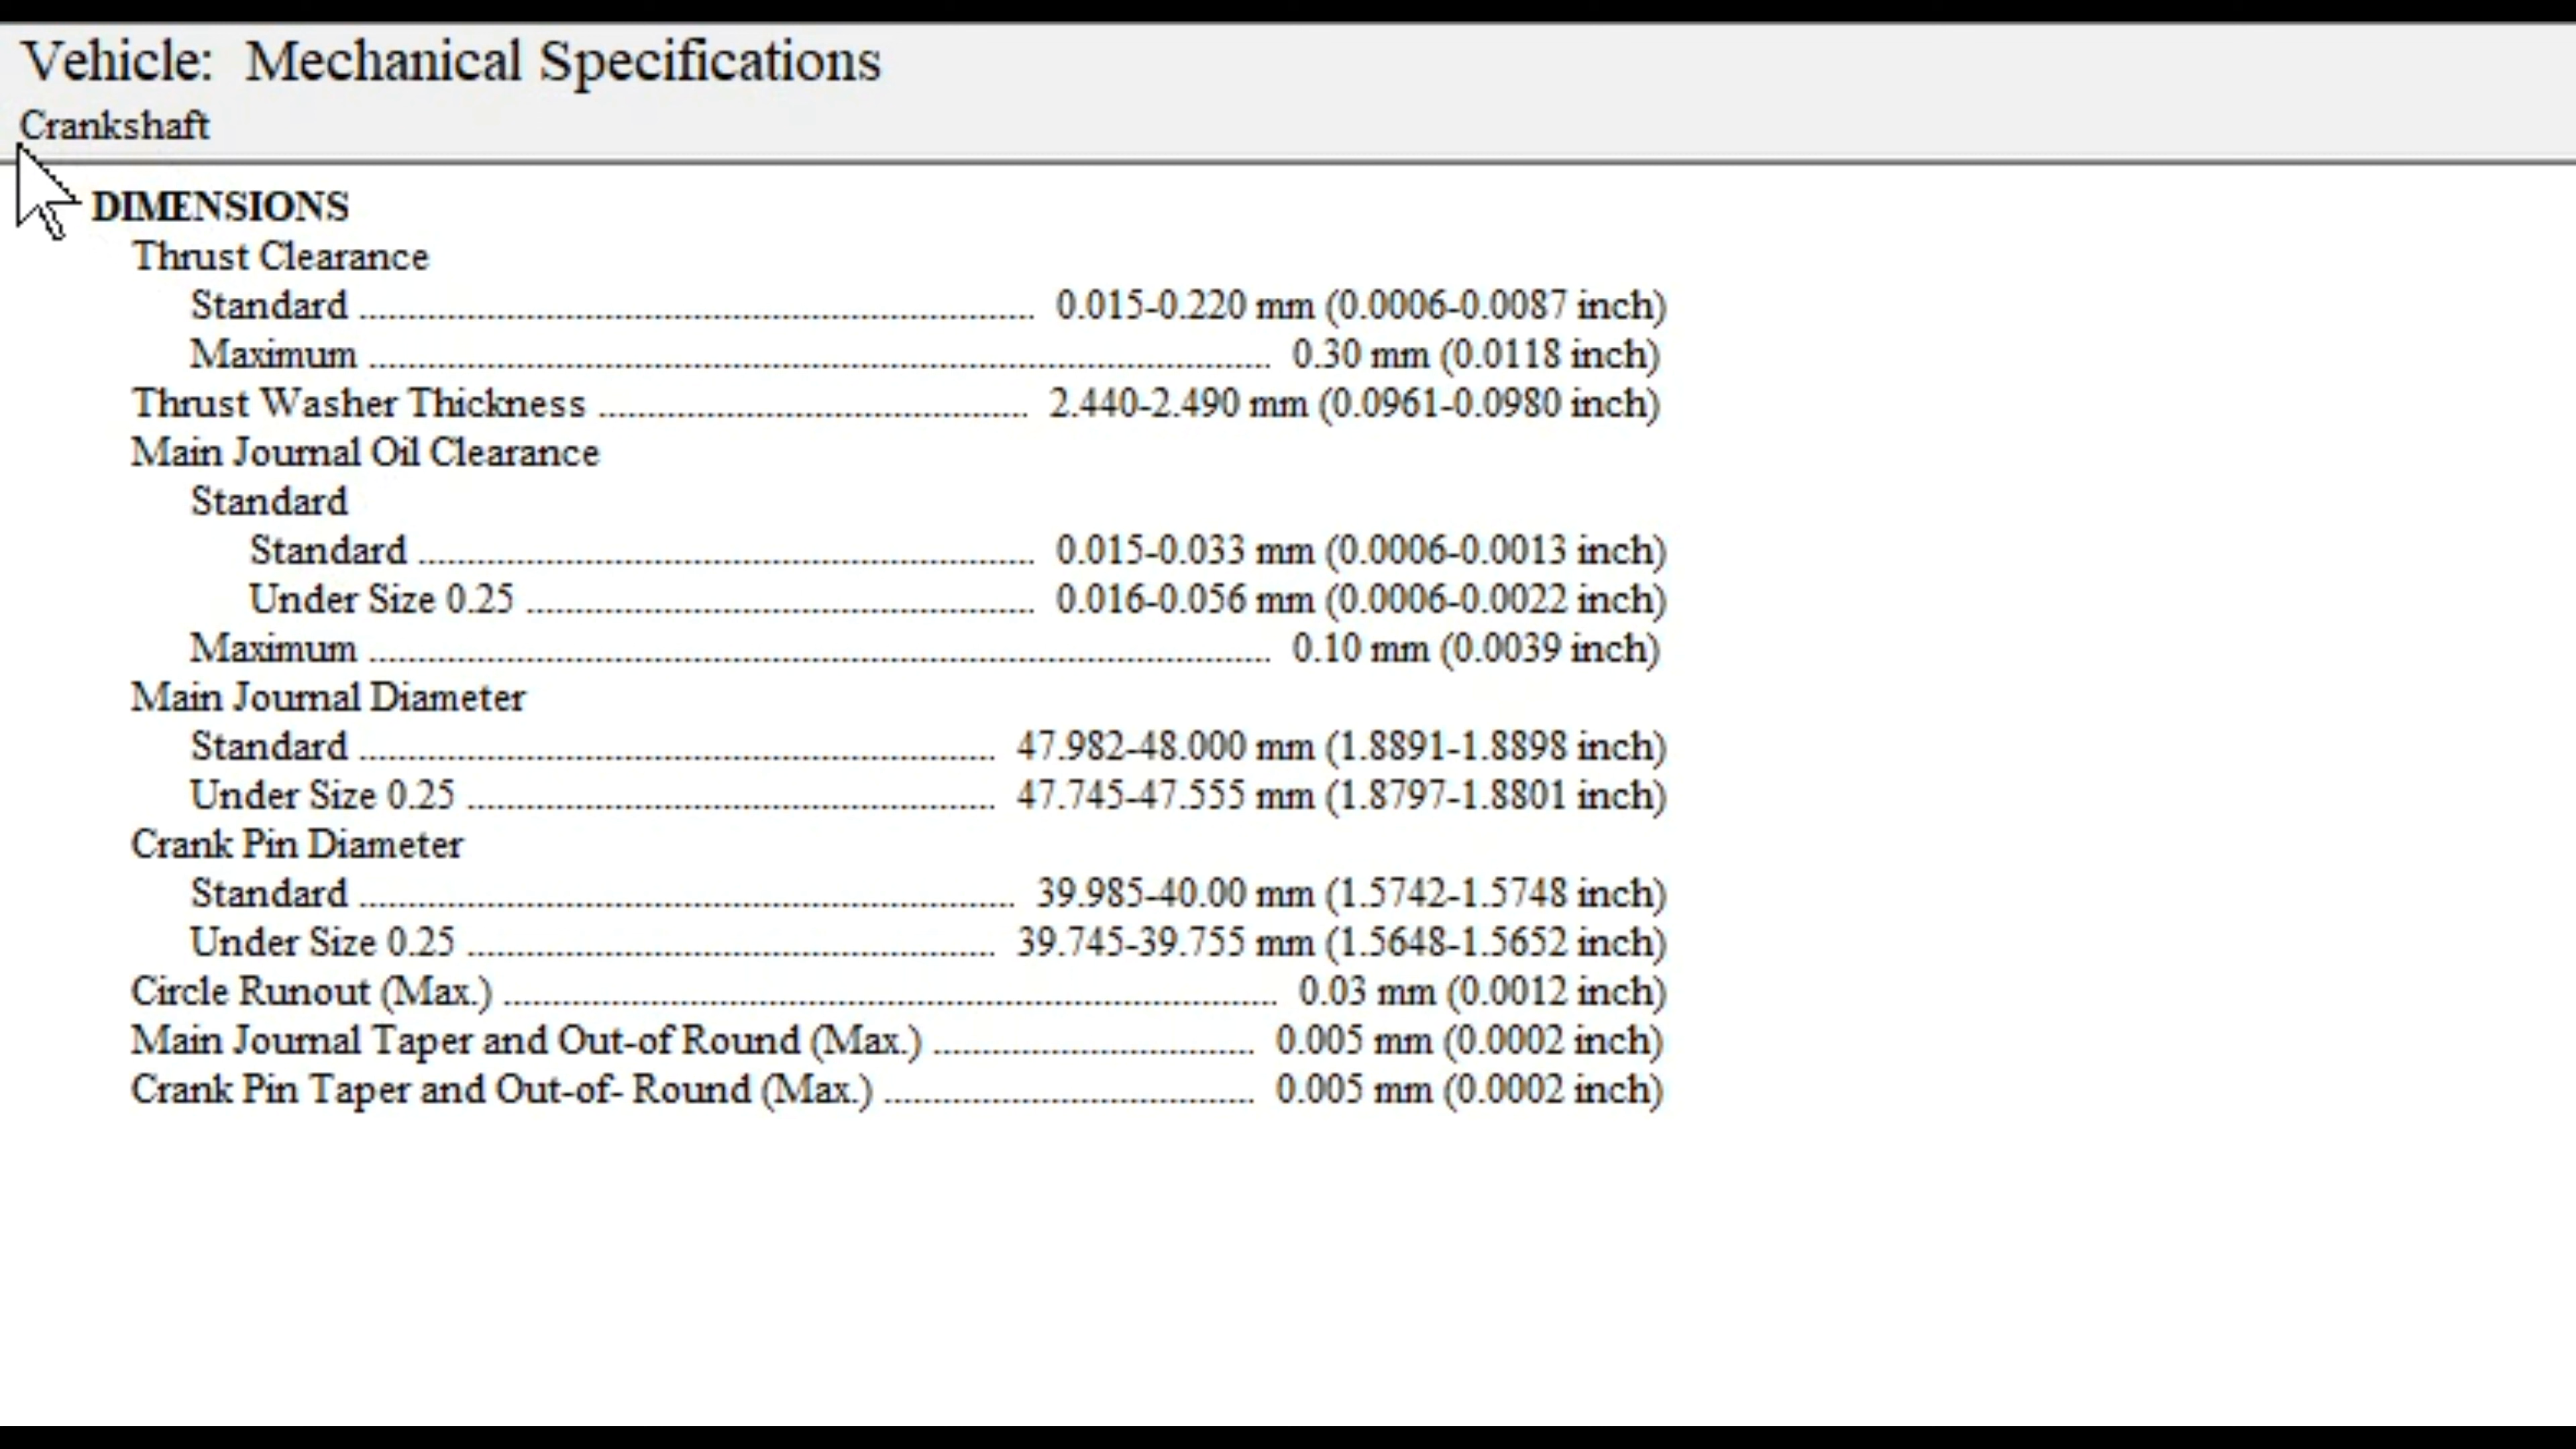 Vehicle: Mechanical Specifications
Crankshaft
DIMENSIONS
Thrust Clearance
Standard ........ 0.015-0.220 mm (0.0006-0.0087 inch)
Maximum ........ 0.30 mm (0.0118 inch)
Thrust Washer Thickness ........ 2.440-2.490 mm (0.0961-0.0980 inch)
Main Journal Oil Clearance
Standard
Standard ........ 0.015-0.033 mm (0.0006-0.0013 inch)
Under Size 0.25 ........ 0.016-0.056 mm (0.0006-0.0022 inch)
Maximum ........ 0.10 mm (0.0039 inch)
Main Journal Diameter
Standard ........ 47.982-48.000 mm (1.8891-1.8898 inch)
Under Size 0.25 ........ 47.745-47.555 mm (1.8797-1.8801 inch)
Crank Pin Diameter
Standard ........ 39.985-40.00 mm (1.5742-1.5748 inch)
Under Size 0.25 ........ 39.745-39.755 mm (1.5648-1.5652 inch)
Circle Runout (Max.) ........ 0.03 mm (0.0012 inch)
Main Journal Taper and Out-of Round (Max.) ........ 0.005 mm (0.0002 inch)
Crank Pin Taper and Out-of- Round (Max.) ........ 0.005 mm (0.0002 inch)